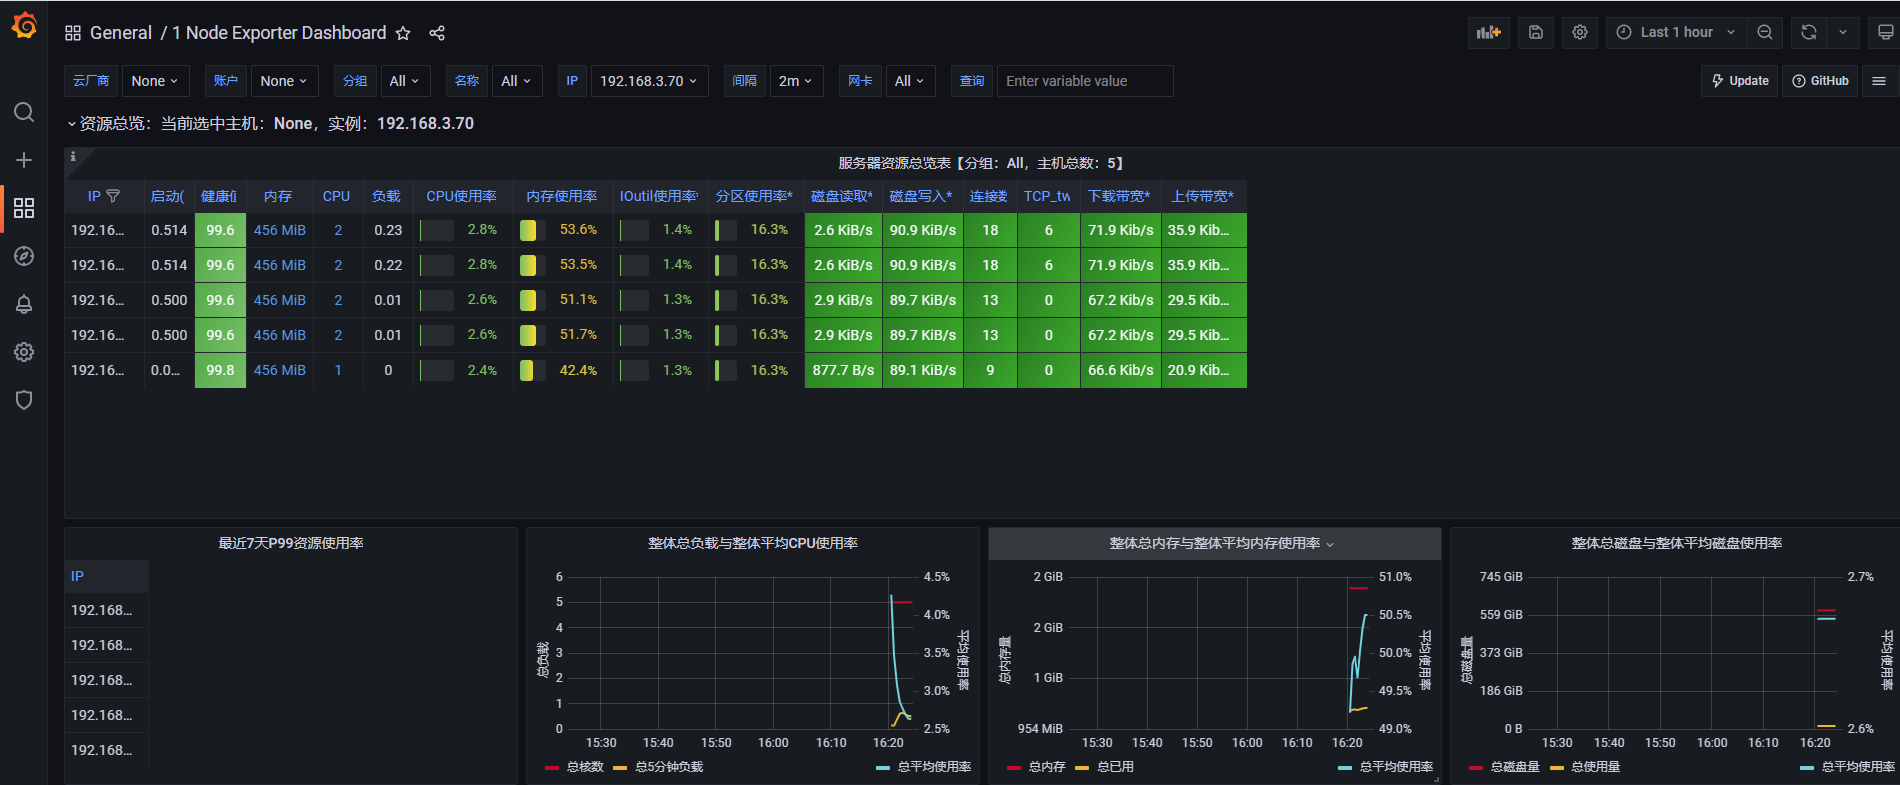 General / 1 Node Exporter Dashboard
Last 1 hour
云厂商 None 账户 None 分组 All 名称 All IP 192.168.3.70 间隔 2m 网卡 All 查询 Enter variable value Update GitHub
资源总览：当前选中主机：None，实例：192.168.3.70
服务器资源总览表【分组：All，主机总数：5】
IP 启动( 健康值 内存 CPU 负载 CPU使用率 内存使用率 IOutil使用率* 分区使用率* 磁盘读取* 磁盘写入* 连接数 TCP_tw 下载带宽* 上传带宽*
192.16... 0.514 99.6 456 MiB 2 0.23 2.8% 53.6% 1.4% 16.3% 2.6 KiB/s 90.9 KiB/s 18 6 71.9 Kib/s 35.9 Kib...
192.16... 0.514 99.6 456 MiB 2 0.22 2.8% 53.5% 1.4% 16.3% 2.6 KiB/s 90.9 KiB/s 18 6 71.9 Kib/s 35.9 Kib...
192.16... 0.500 99.6 456 MiB 2 0.01 2.6% 51.1% 1.3% 16.3% 2.9 KiB/s 89.7 KiB/s 13 0 67.2 Kib/s 29.5 Kib...
192.16... 0.500 99.6 456 MiB 2 0.01 2.6% 51.7% 1.3% 16.3% 2.9 KiB/s 89.7 KiB/s 13 0 67.2 Kib/s 29.5 Kib...
192.16... 0.0... 99.8 456 MiB 1 0 2.4% 42.4% 1.3% 16.3% 877.7 B/s 89.1 KiB/s 9 0 66.6 Kib/s 20.9 Kib...
最近7天P99资源使用率
IP
192.168...
192.168...
192.168...
192.168...
192.168...
整体总负载与整体平均CPU使用率
总负载
6
5
4
3
2
1
0
4.5%
4.0%
3.5%
3.0%
2.5%
平均使用率
15:30 15:40 15:50 16:00 16:10 16:20
总核数 总5分钟负载 总平均使用率
整体总内存与整体平均内存使用率
总内存量
2 GiB
2 GiB
1 GiB
954 MiB
51.0%
50.5%
50.0%
49.5%
49.0%
平均使用率
15:30 15:40 15:50 16:00 16:10 16:20
总内存 总已用 总平均使用率
整体总磁盘与整体平均磁盘使用率
总磁盘量
745 GiB
559 GiB
373 GiB
186 GiB
0 B
2.7%
2.6%
平均使用率
15:30 15:40 15:50 16:00 16:10 16:20
总磁盘量 总使用量 总平均使用率